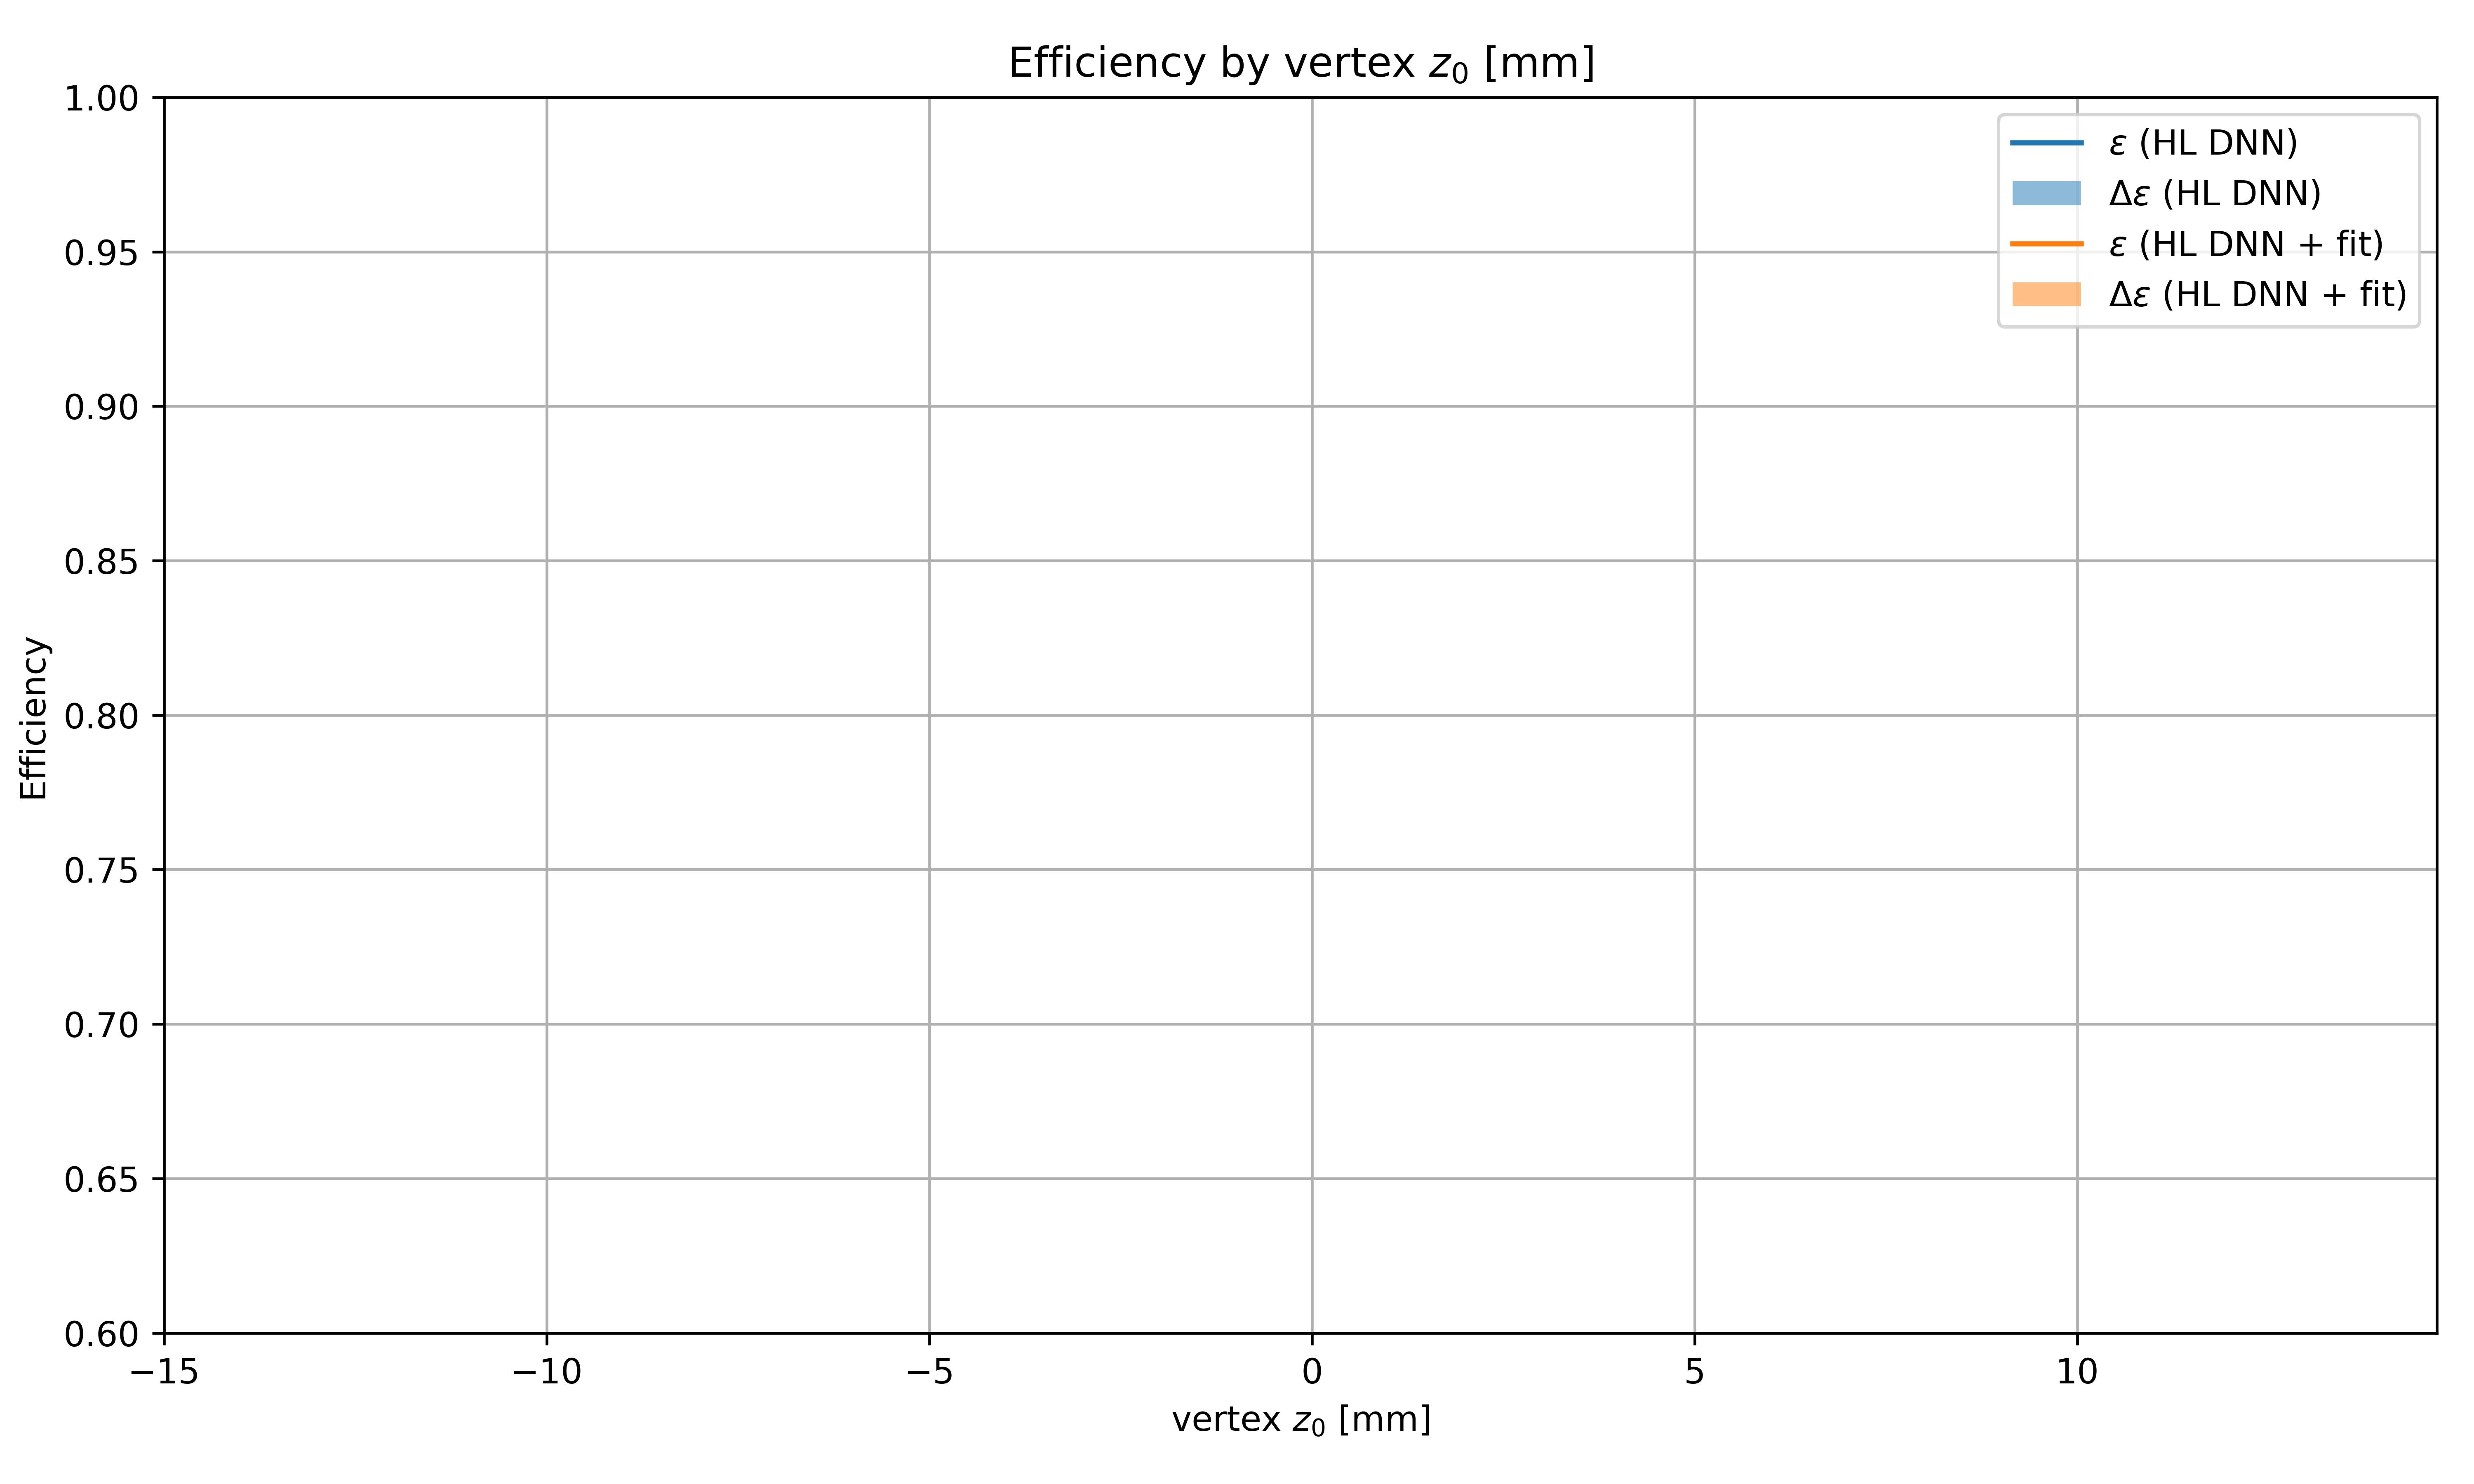 Efficiency by vertex z₀ [mm]
1.00
0.95
0.90
0.85
0.80
0.75
0.70
0.65
0.60
Efficiency
ε (HL DNN)
Δε (HL DNN)
ε (HL DNN + fit)
Δε (HL DNN + fit)
−15 −10 −5 0 5 10
vertex z₀ [mm]